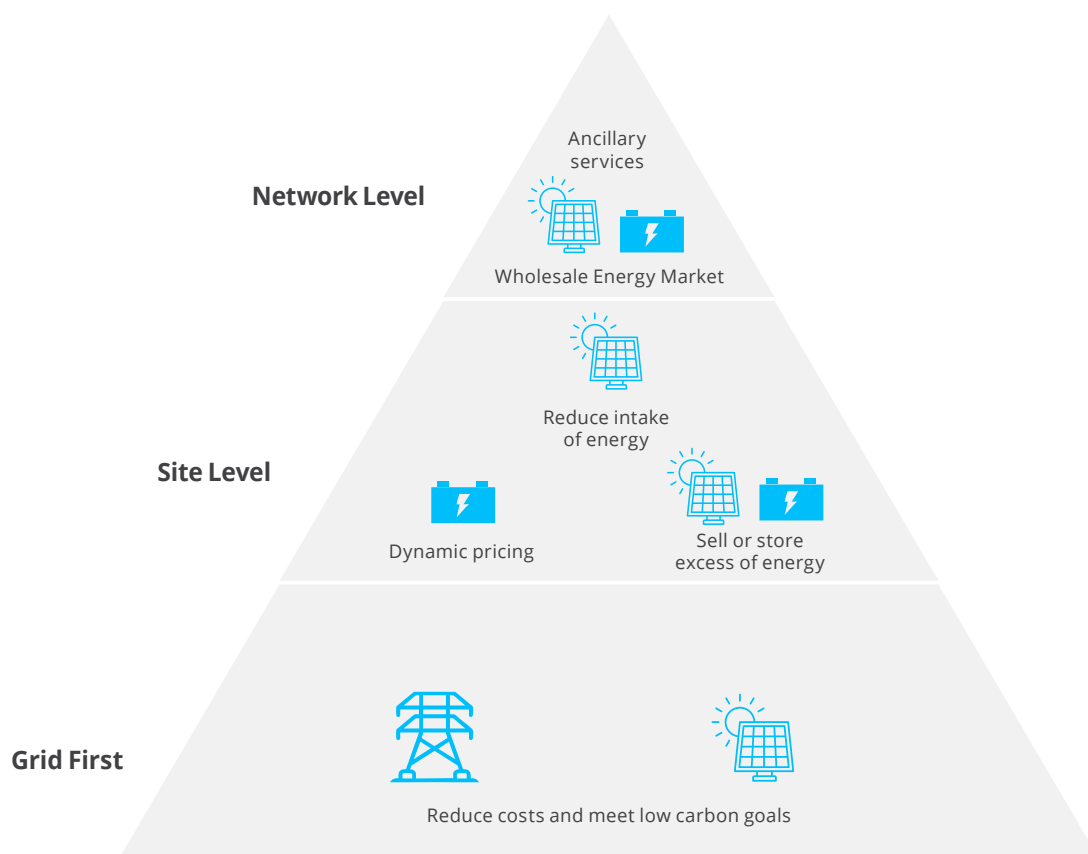 Ancillary
services
Network Level
Wholesale Energy Market
Reduce intake
of energy
Site Level
Dynamic pricing
Sell or store
excess of energy
Grid First
Reduce costs and meet low carbon goals